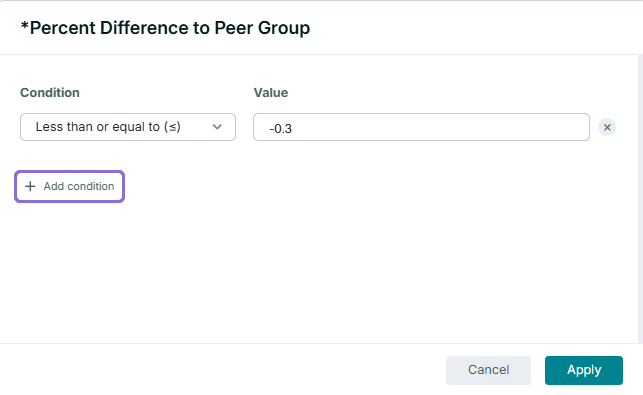 *Percent Difference to Peer Group
Condition Value
Less than or equal to (≤) -0.3
+ Add condition
Cancel Apply